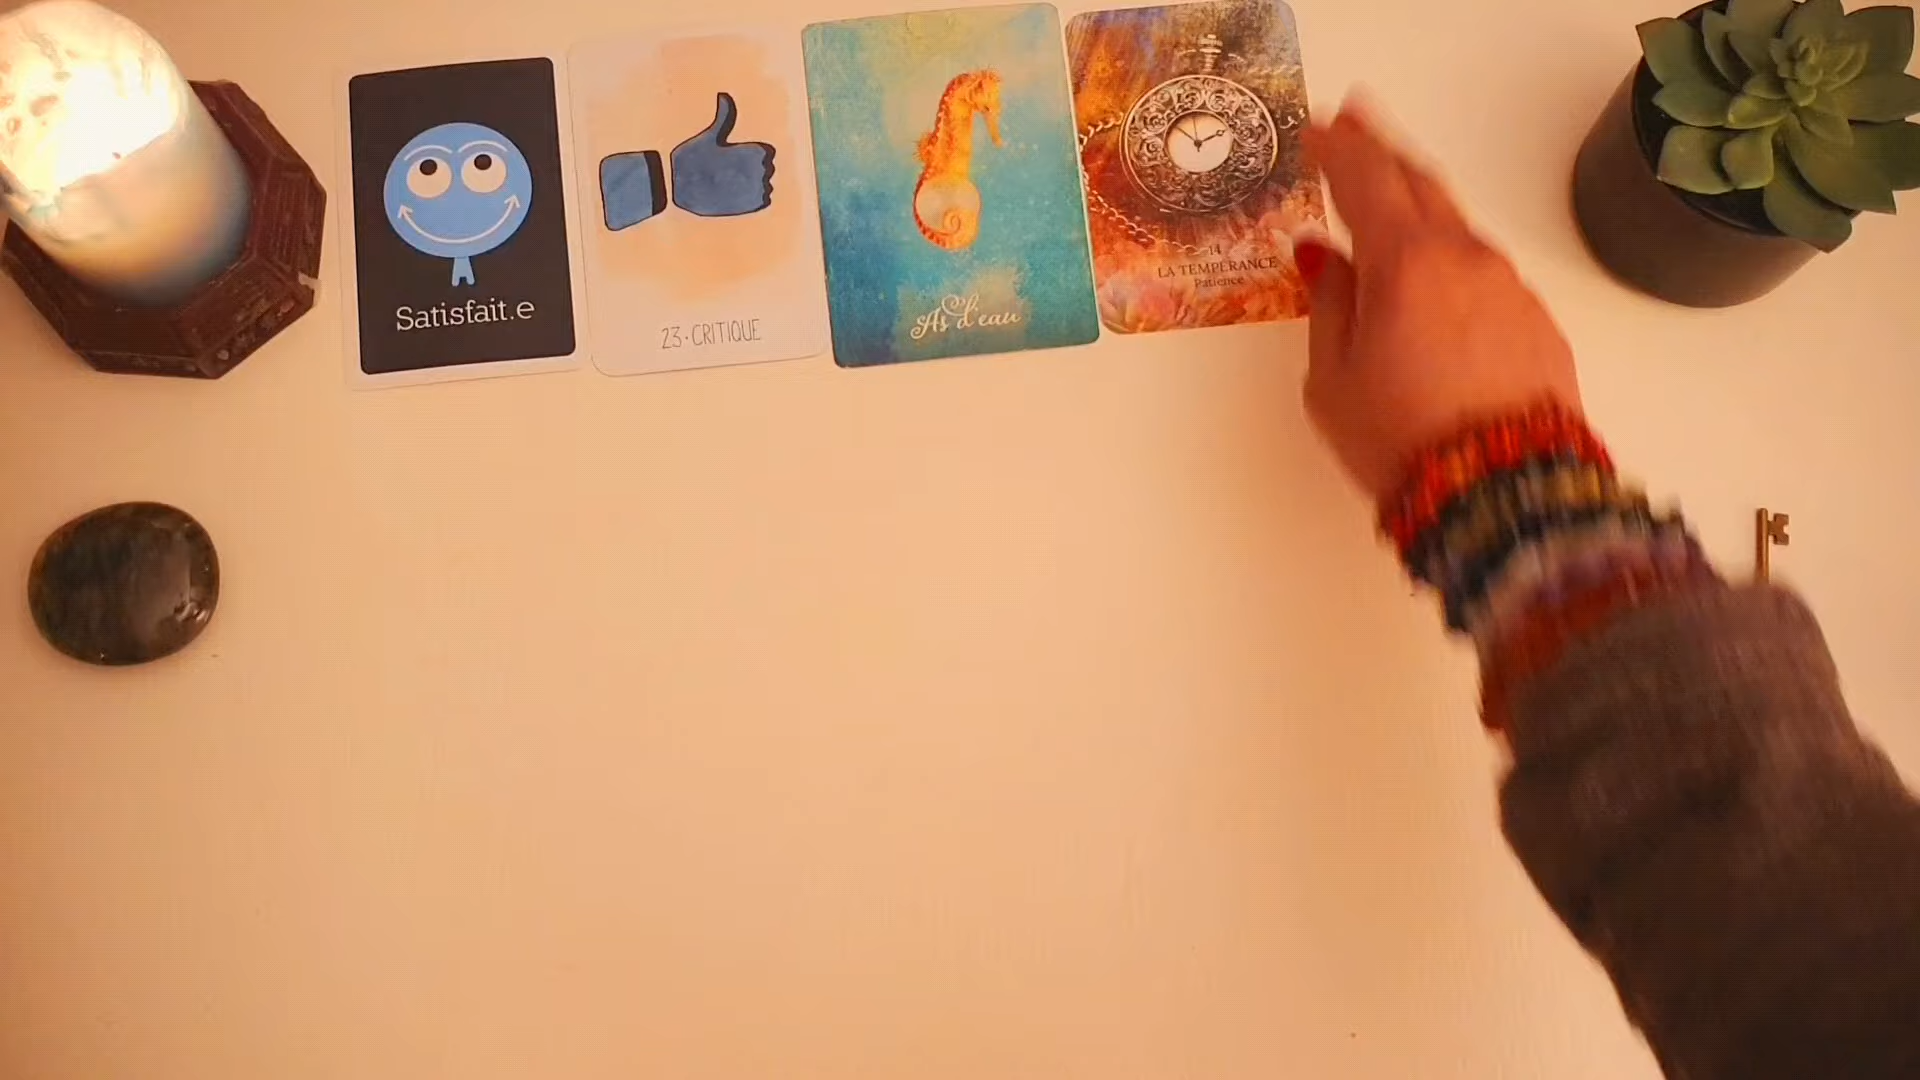 Satisfait.e
23•CRITIQUE
As d'eau
14
LA TEMPÉRANCE
Patience